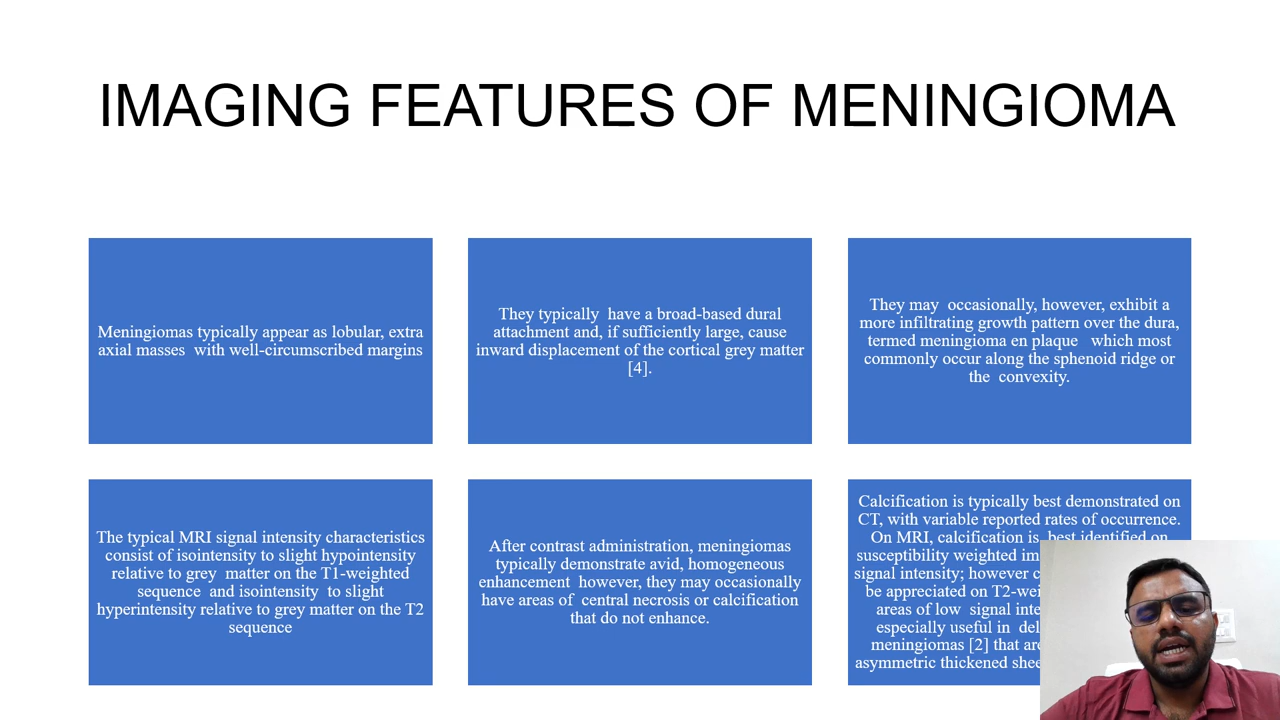 IMAGING FEATURES OF MENINGIOMA
Meningiomas typically appear as lobular, extra
axial masses with well-circumscribed margins
They typically have a broad-based dural
attachment and, if sufficiently large, cause
inward displacement of the cortical grey matter
[4].
They may occasionally, however, exhibit a
more infiltrating growth pattern over the dura,
termed meningioma en plaque which most
commonly occur along the sphenoid ridge or
the convexity.
The typical MRI signal intensity characteristics
consist of isointensity to slight hypointensity
relative to grey matter on the T1-weighted
sequence and isointensity to slight
hyperintensity relative to grey matter on the T2
sequence
After contrast administration, meningiomas
typically demonstrate avid, homogeneous
enhancement however, they may occasionally
have areas of central necrosis or calcification
that do not enhance.
Calcification is typically best demonstrated on
CT, with variable reported rates of occurrence.
On MRI, calcification is best identified on
susceptibility weighted
signal intensity; however
be appreciated on
areas of low signal
especially useful in
meningiomas [2] that
asymmetric thickened